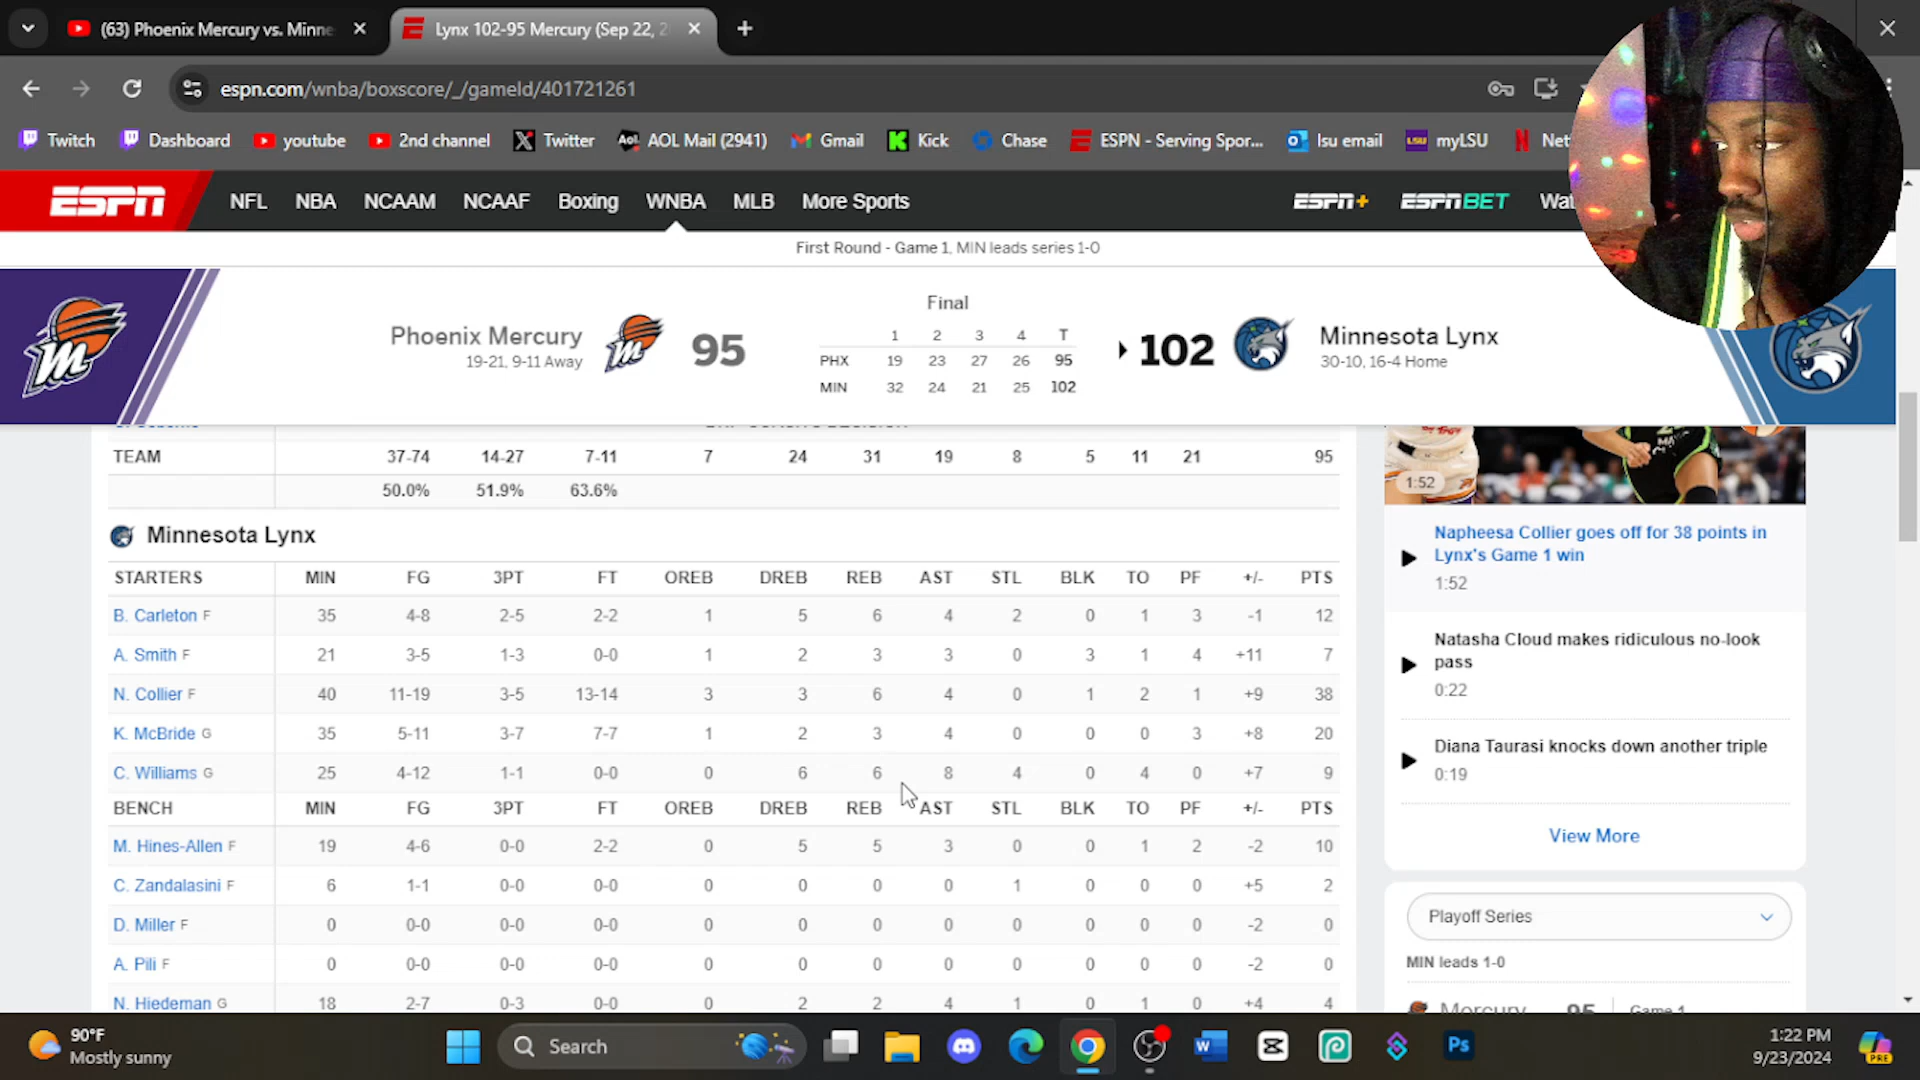 (63) Phoenix Mercury vs. Minne
Lynx 102-95 Mercury (Sep 22, 2
espn.com/wnba/boxscore/_/gameId/401721261
Twitch Dashboard youtube 2nd channel Twitter AOL Mail (2941) Gmail Kick Chase ESPN - Serving Spor... lsu email myLSU Net
ESPN NFL NBA NCAAM NCAAF Boxing WNBA MLB More Sports ESPN+ ESPN BET Wat
First Round - Game 1, MIN leads series 1-0
Final
Phoenix Mercury
19-21, 9-11 Away
95
1 2 3 4 T
PHX 19 23 27 26 95
MIN 32 24 21 25 102
102
Minnesota Lynx
30-10, 16-4 Home
TEAM 37-74 14-27 7-11 7 24 31 19 8 5 11 21 95
50.0% 51.9% 63.6%
Minnesota Lynx
STARTERS MIN FG 3PT FT OREB DREB REB AST STL BLK TO PF +/- PTS
B. Carleton F 35 4-8 2-5 2-2 1 5 6 4 2 0 1 3 -1 12
A. Smith F 21 3-5 1-3 0-0 1 2 3 3 0 3 1 4 +11 7
N. Collier F 40 11-19 3-5 13-14 3 3 6 4 0 1 2 1 +9 38
K. McBride G 35 5-11 3-7 7-7 1 2 3 4 0 0 0 3 +8 20
C. Williams G 25 4-12 1-1 0-0 0 6 6 8 4 0 4 0 +7 9
BENCH MIN FG 3PT FT OREB DREB REB AST STL BLK TO PF +/- PTS
M. Hines-Allen F 19 4-6 0-0 2-2 0 5 5 3 0 0 1 2 -2 10
C. Zandalasini F 6 1-1 0-0 0-0 0 0 0 0 1 0 0 0 +5 2
D. Miller F 0 0-0 0-0 0-0 0 0 0 0 0 0 0 0 -2 0
A. Pili F 0 0-0 0-0 0-0 0 0 0 0 0 0 0 0 -2 0
N. Hiedeman G 18 2-7 0-3 0-0 0 2 2 4 1 0 1 0 +4 4
1:52
Napheesa Collier goes off for 38 points in
Lynx's Game 1 win
1:52
Natasha Cloud makes ridiculous no-look
pass
0:22
Diana Taurasi knocks down another triple
0:19
View More
Playoff Series
MIN leads 1-0
Mercury 95 Game 1
90°F
Mostly sunny
Search
1:22 PM
9/23/2024